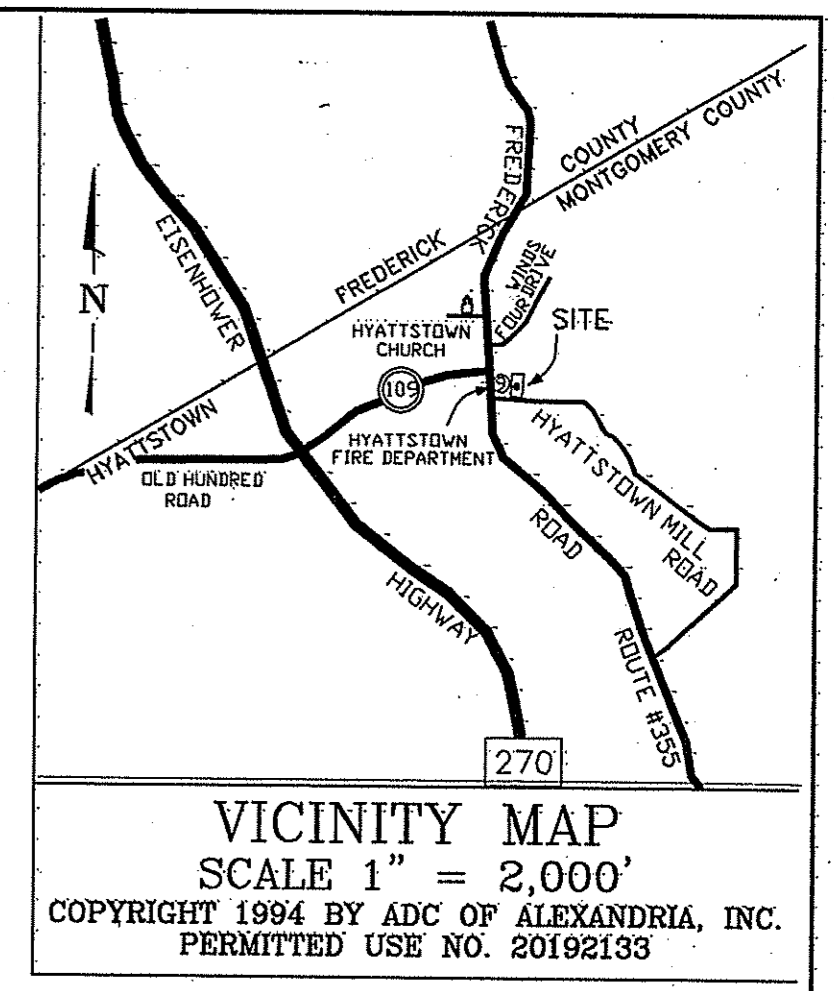 FREDERICK
COUNTY
MONTGOMERY COUNTY
EISENHOWER
FREDERICK
WINDS
FOUR DRIVE
N
HYATTSTOWN
CHURCH
SITE
109
HYATTSTOWN
HYATTSTOWN
FIRE DEPARTMENT
OLD HUNDRED
ROAD
HYATTSTOWN MILL
ROAD
ROAD
HIGHWAY
ROUTE #355
270
VICINITY MAP
SCALE 1" = 2,000'
COPYRIGHT 1994 BY ADC OF ALEXANDRIA, INC.
PERMITTED USE NO. 20192133